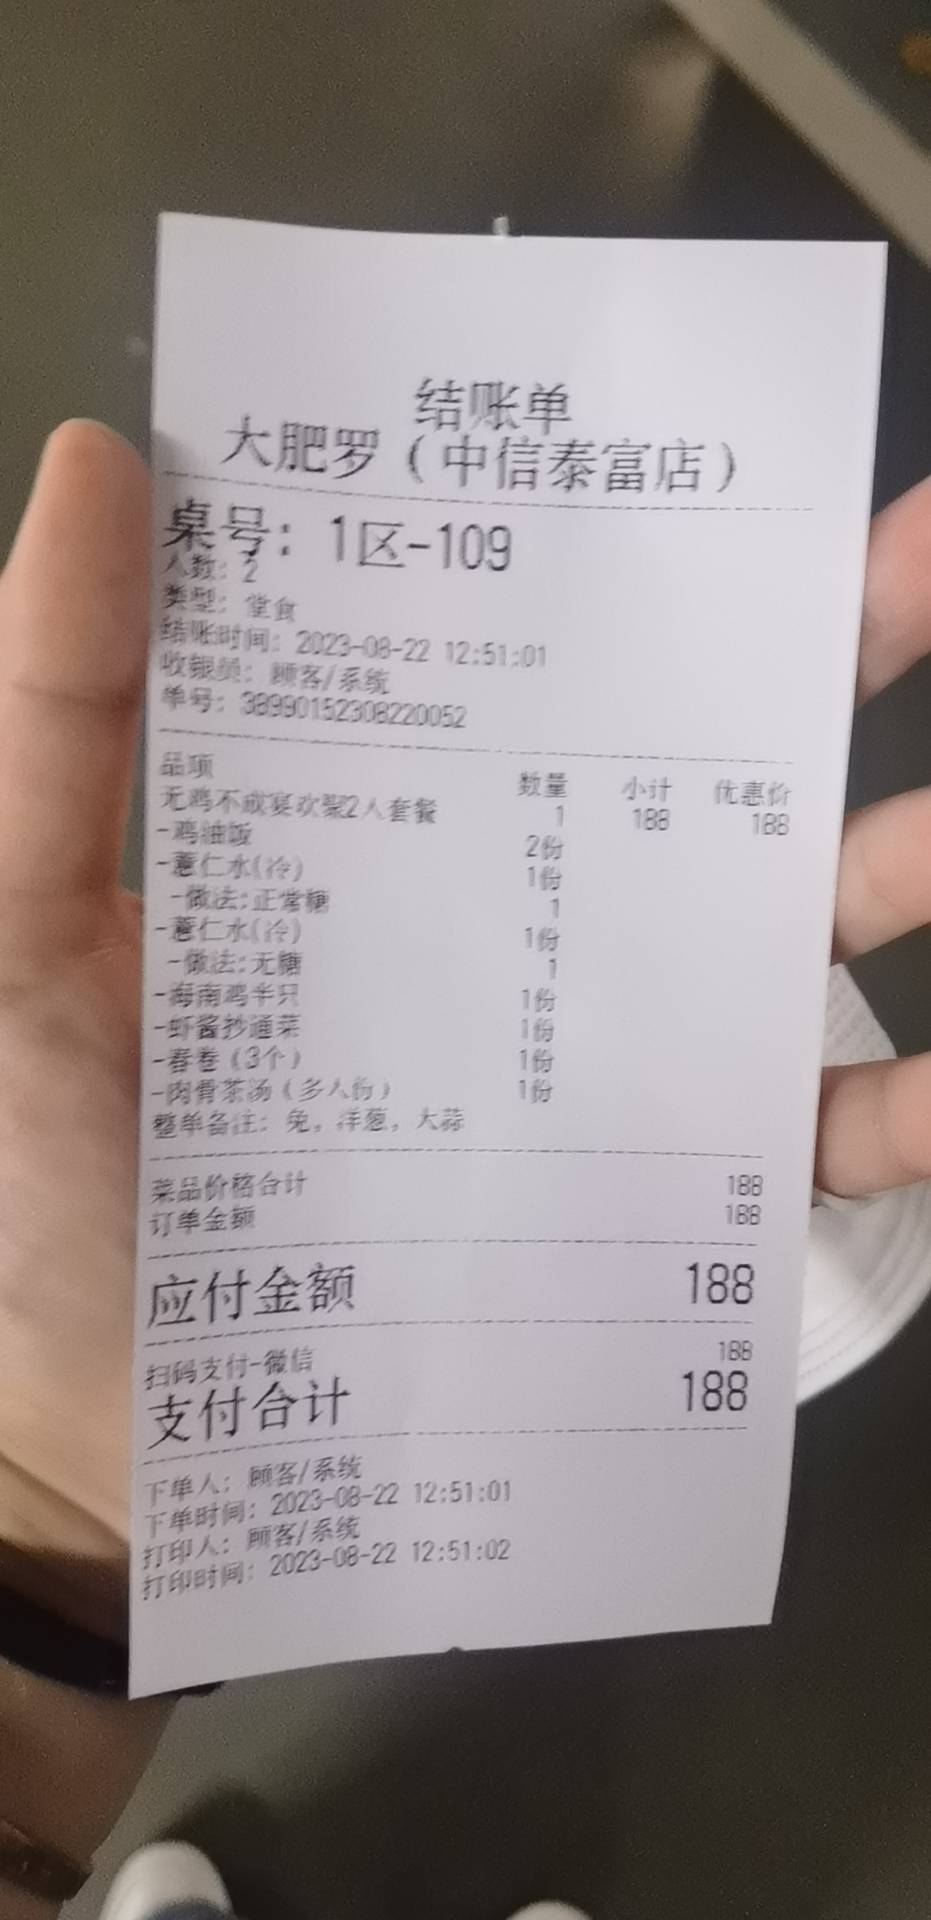 结账单
大肥罗（中信泰富店）
桌号：1区-109
人数：2
类型：堂食
结账时间：2023-08-22 12:51:01
收银员：顾客/系统
单号：38990152308220052
品项 数量 小计 优惠价
无鸡不成宴欢聚2人套餐 1 188 188
-鸡油饭 2份
-薏仁水(冷) 1份
-做法:正常糖 1
-薏仁水(冷) 1份
-做法:无糖 1
-海南鸡半只 1份
-虾酱抄通菜 1份
-春卷（3个） 1份
-肉骨茶汤（多人份） 1份
整单备注：免，洋葱，大蒜
菜品价格合计 188
订单金额 188
应付金额 188
扫码支付-微信 188
支付合计 188
下单人：顾客/系统
下单时间：2023-08-22 12:51:01
打印人：顾客/系统
打印时间：2023-08-22 12:51:02